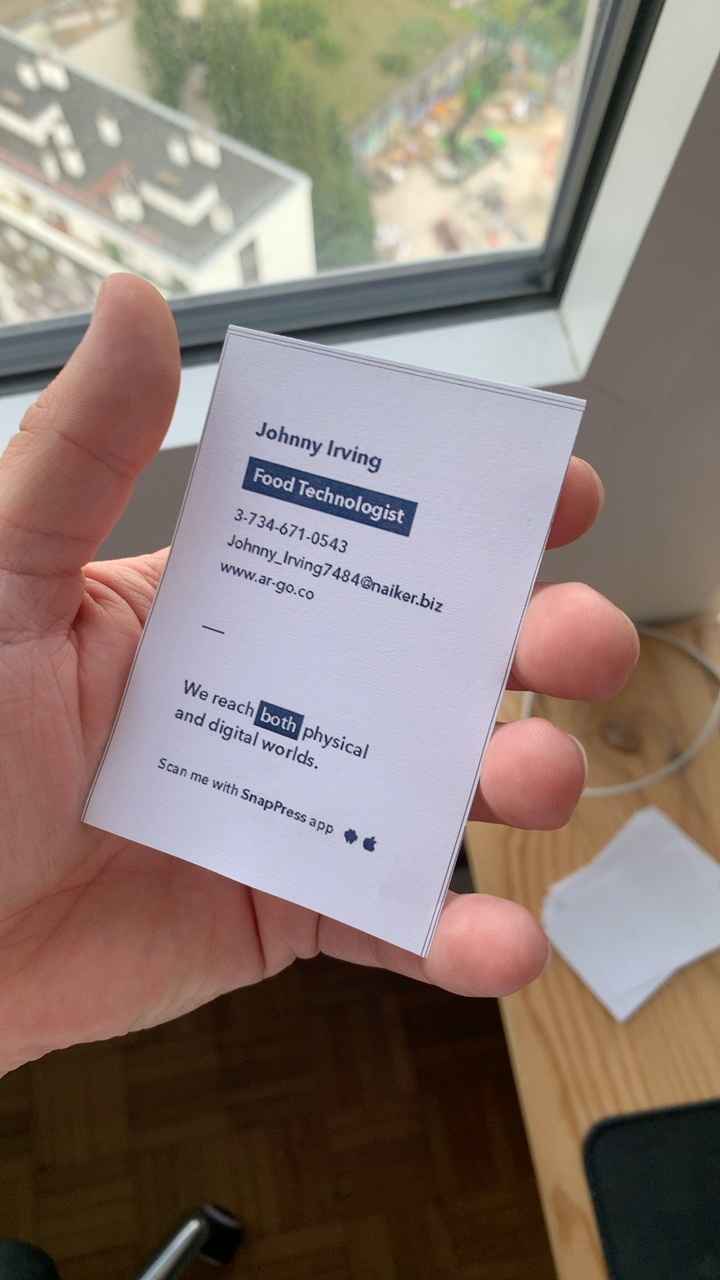 Johnny Irving
Food Technologist
3-734-671-0543
Johnny_Irving7484@naiker.biz
www.ar-go.co
We reach both physical
and digital worlds.
Scan me with SnapPress app